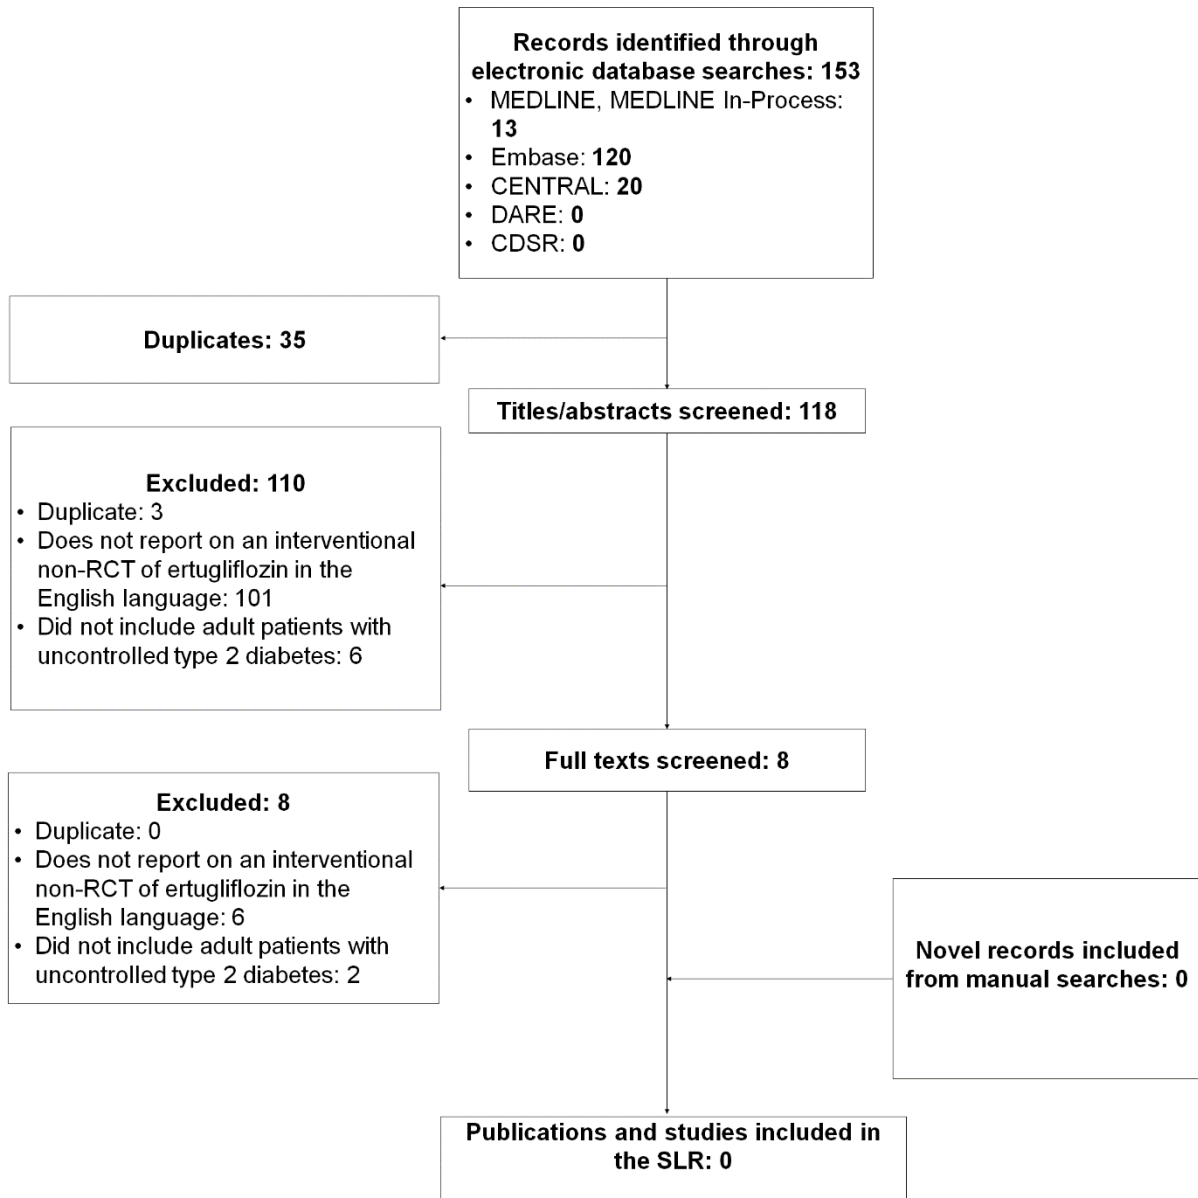 Records identified through
electronic database searches: 153
• MEDLINE, MEDLINE In-Process:
13
• Embase: 120
• CENTRAL: 20
• DARE: 0
• CDSR: 0
Duplicates: 35
Titles/abstracts screened: 118
Excluded: 110
• Duplicate: 3
• Does not report on an interventional
non-RCT of ertugliflozin in the
English language: 101
• Did not include adult patients with
uncontrolled type 2 diabetes: 6
Full texts screened: 8
Excluded: 8
• Duplicate: 0
• Does not report on an interventional
non-RCT of ertugliflozin in the
English language: 6
• Did not include adult patients with
uncontrolled type 2 diabetes: 2
Novel records included
from manual searches: 0
Publications and studies included in
the SLR: 0